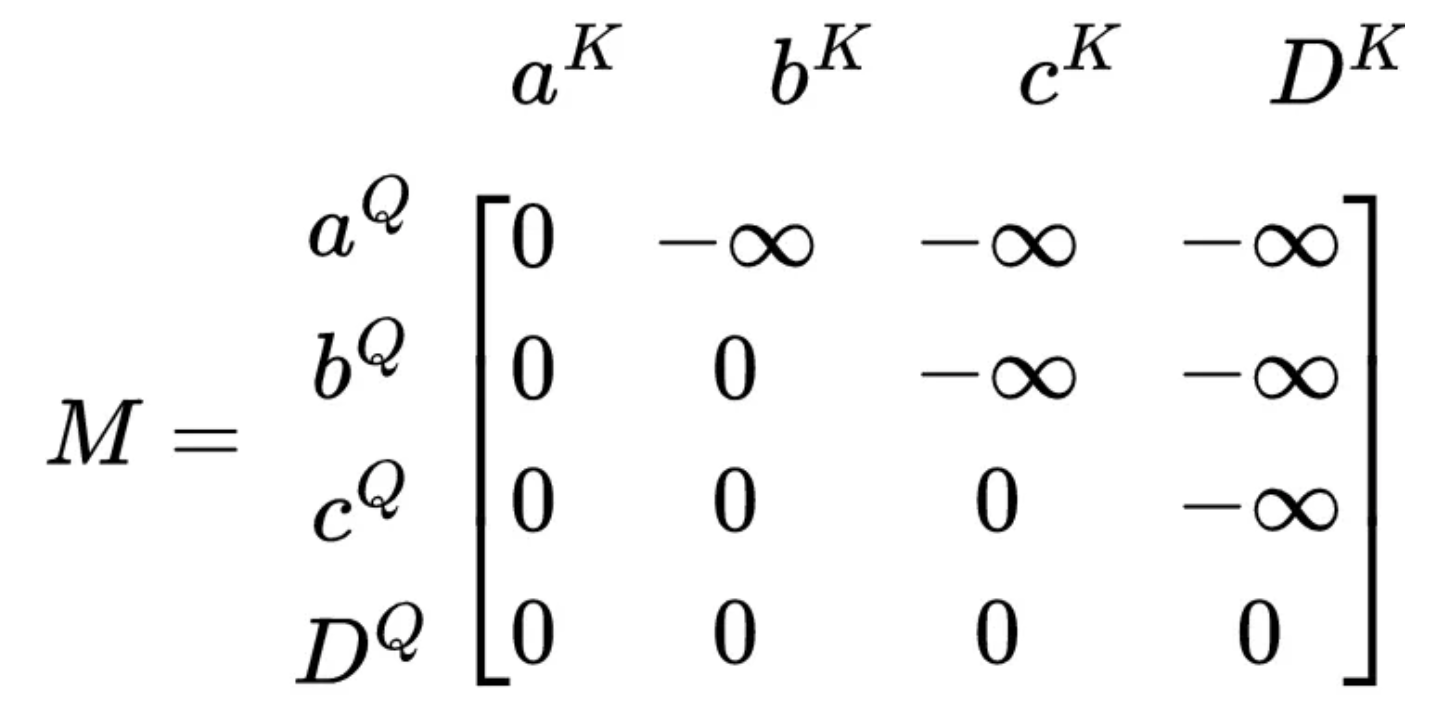 a^K b^K c^K D^K
a^Q 0 −∞ −∞ −∞
b^Q 0 0 −∞ −∞
M =
c^Q 0 0 0 −∞
D^Q 0 0 0 0